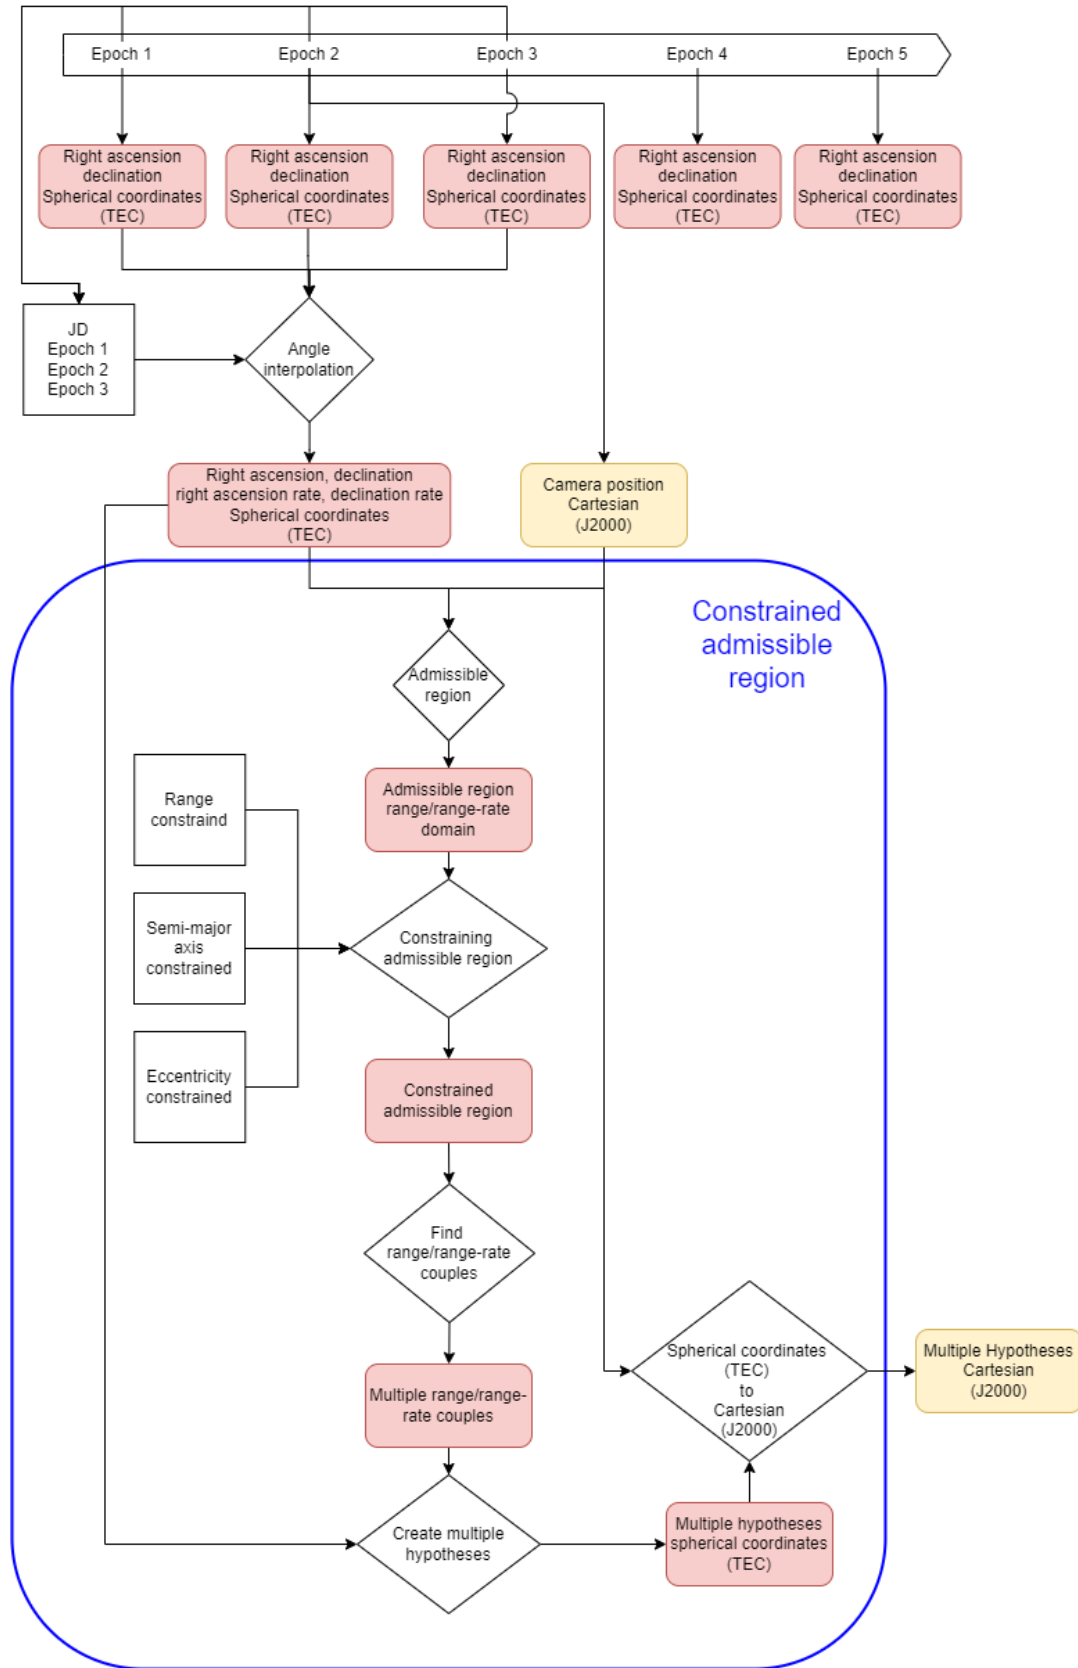 Epoch 1
Epoch 2
Epoch 3
Epoch 4
Epoch 5
Right ascension
declination
Spherical coordinates
(TEC)
Right ascension
declination
Spherical coordinates
(TEC)
Right ascension
declination
Spherical coordinates
(TEC)
Right ascension
declination
Spherical coordinates
(TEC)
Right ascension
declination
Spherical coordinates
(TEC)
JD
Epoch 1
Epoch 2
Epoch 3
Angle
interpolation
Right ascension, declination
right ascension rate, declination rate
Spherical coordinates
(TEC)
Camera position
Cartesian
(J2000)
Constrained
admissible
region
Admissible
region
Admissible region
range/range-rate
domain
Range
constraind
Semi-major
axis
constrained
Constraining
admissible region
Eccentricity
constrained
Constrained
admissible region
Find
range/range-rate
couples
Multiple range/range-
rate couples
Spherical coordinates
(TEC)
to
Cartesian
(J2000)
Multiple Hypotheses
Cartesian
(J2000)
Create multiple
hypotheses
Multiple hypotheses
spherical coordinates
(TEC)